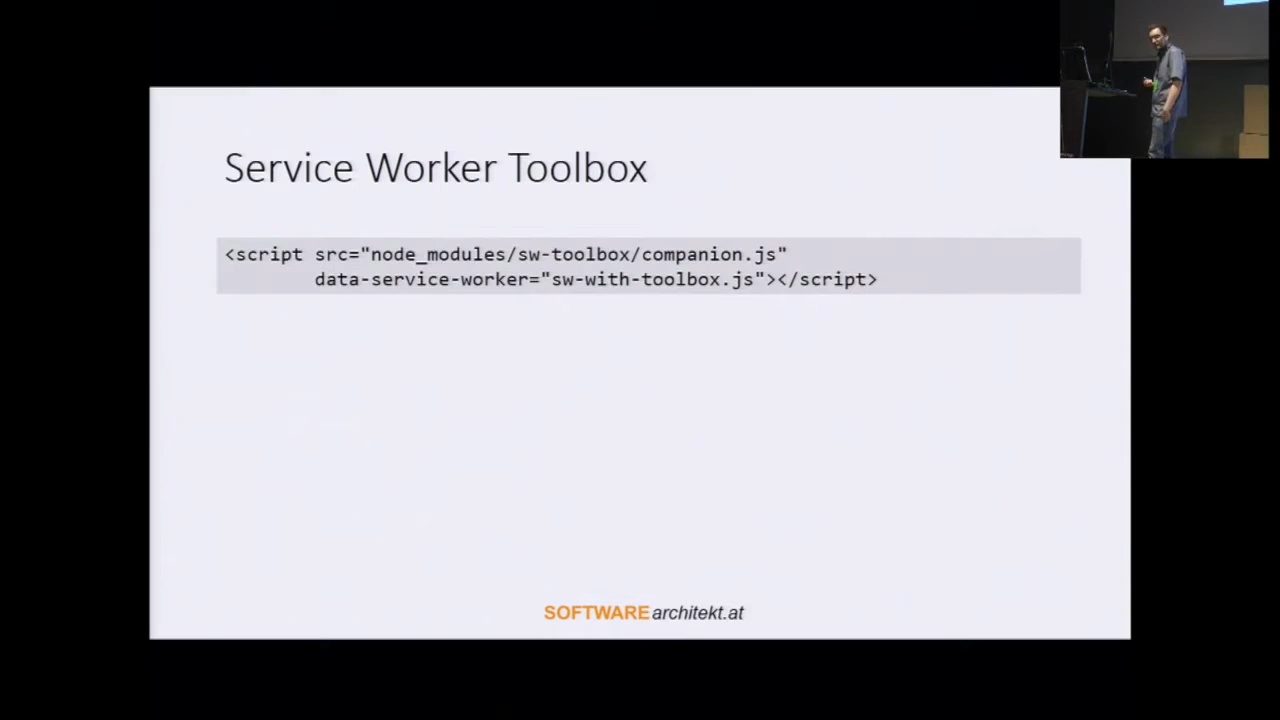 Service Worker Toolbox
<script src="node_modules/sw-toolbox/companion.js"
data-service-worker="sw-with-toolbox.js"></script>
SOFTWAREarchitekt.at